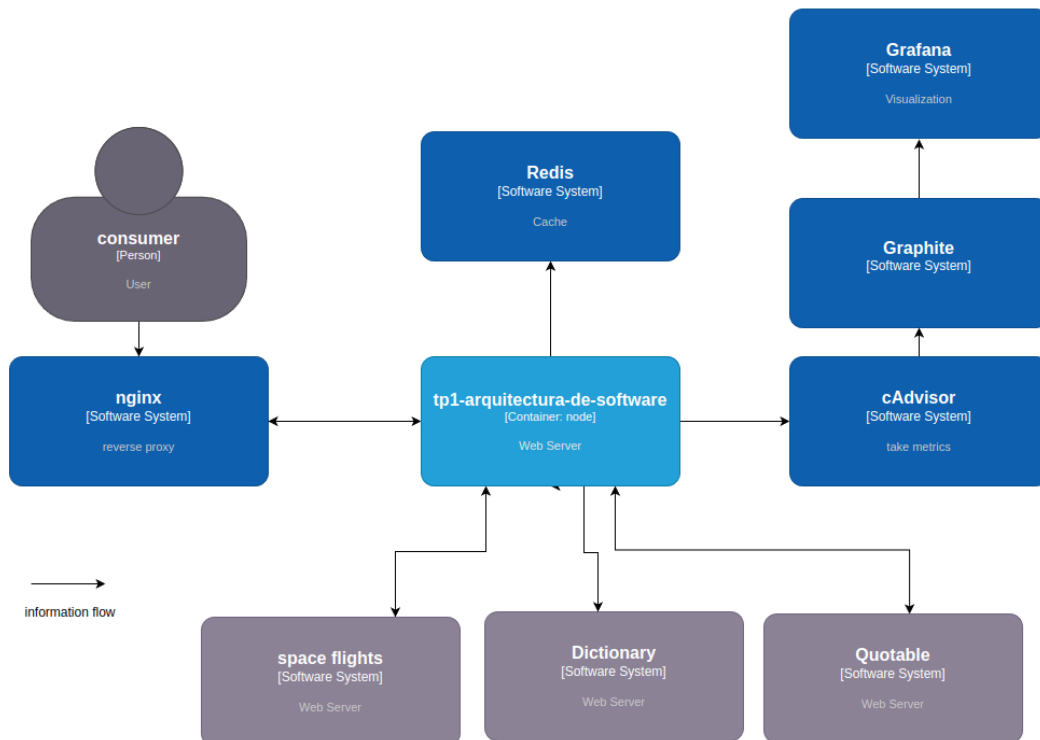 Grafana
[Software System]
Visualization
Redis
[Software System]
Cache
consumer
[Person]
User
Graphite
[Software System]
nginx
[Software System]
reverse proxy
tp1-arquitectura-de-software
[Container: node]
Web Server
cAdvisor
[Software System]
take metrics
information flow
space flights
[Software System]
Web Server
Dictionary
[Software System]
Web Server
Quotable
[Software System]
Web Server